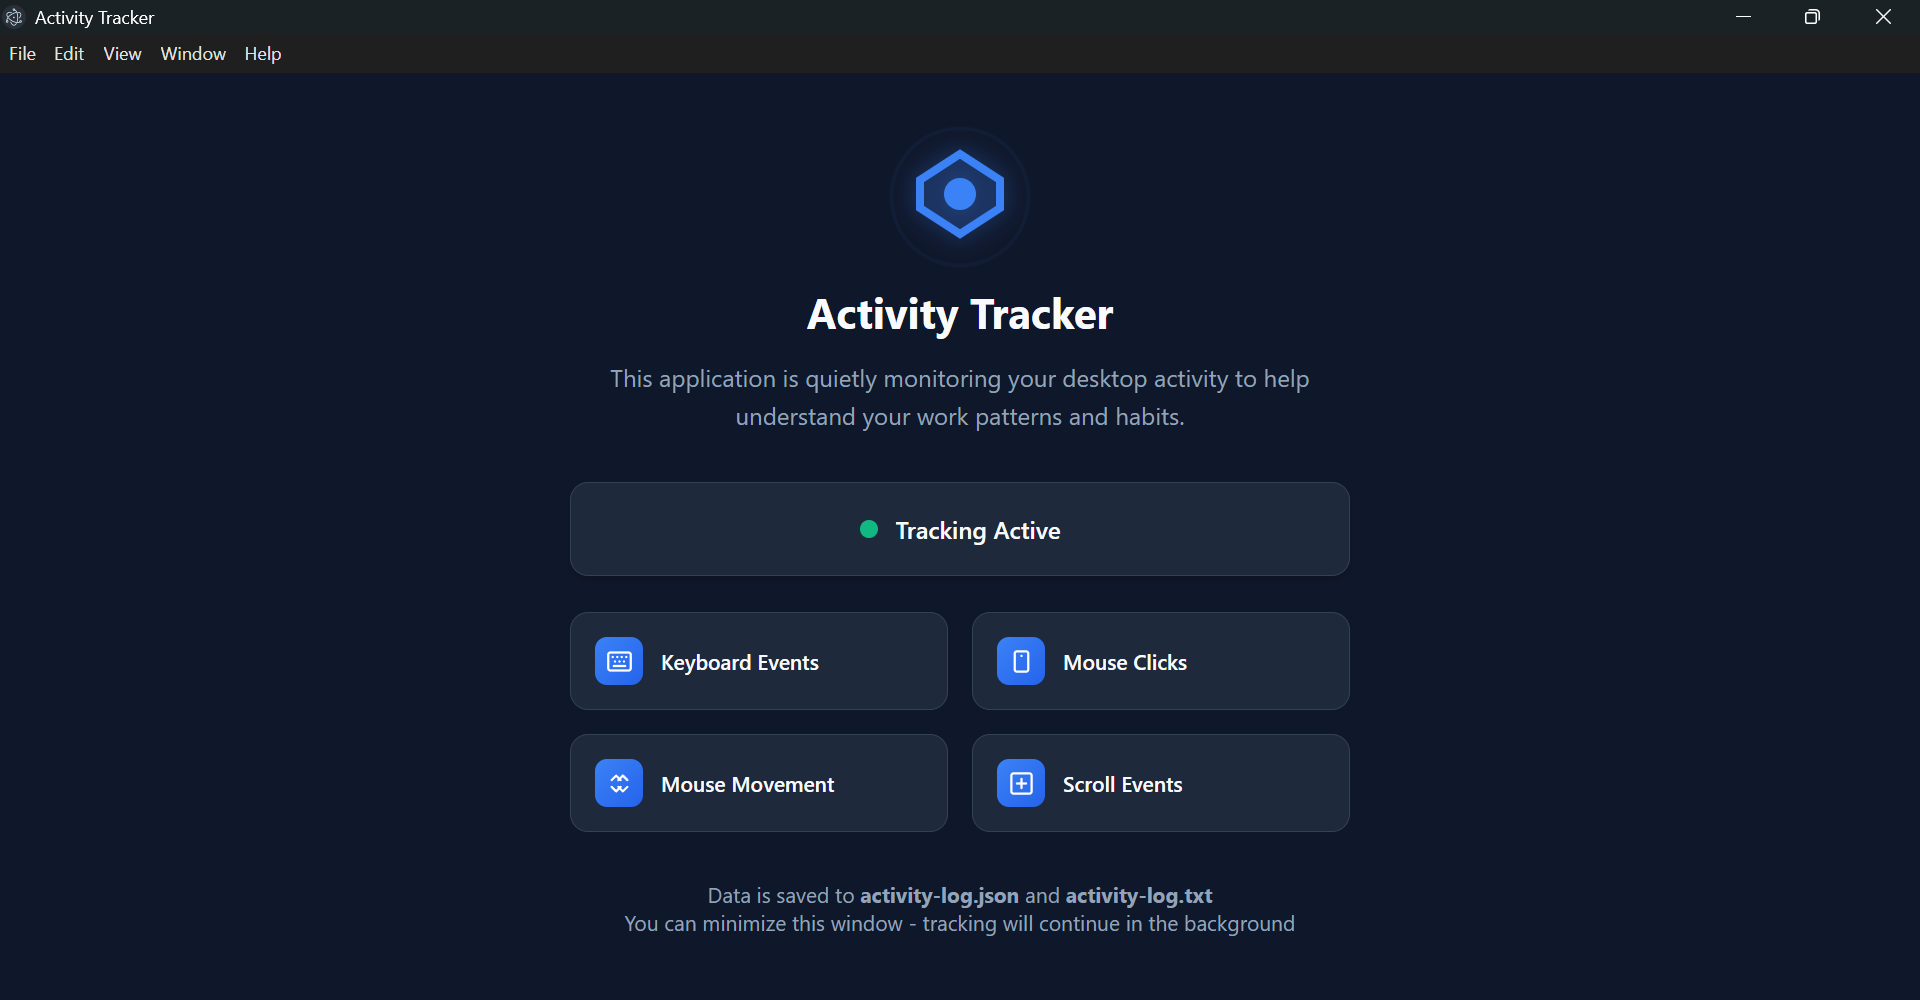 Activity Tracker
File Edit View Window Help
Activity Tracker
This application is quietly monitoring your desktop activity to help
understand your work patterns and habits.
Tracking Active
Keyboard Events
Mouse Clicks
Mouse Movement
Scroll Events
Data is saved to activity-log.json and activity-log.txt
You can minimize this window - tracking will continue in the background